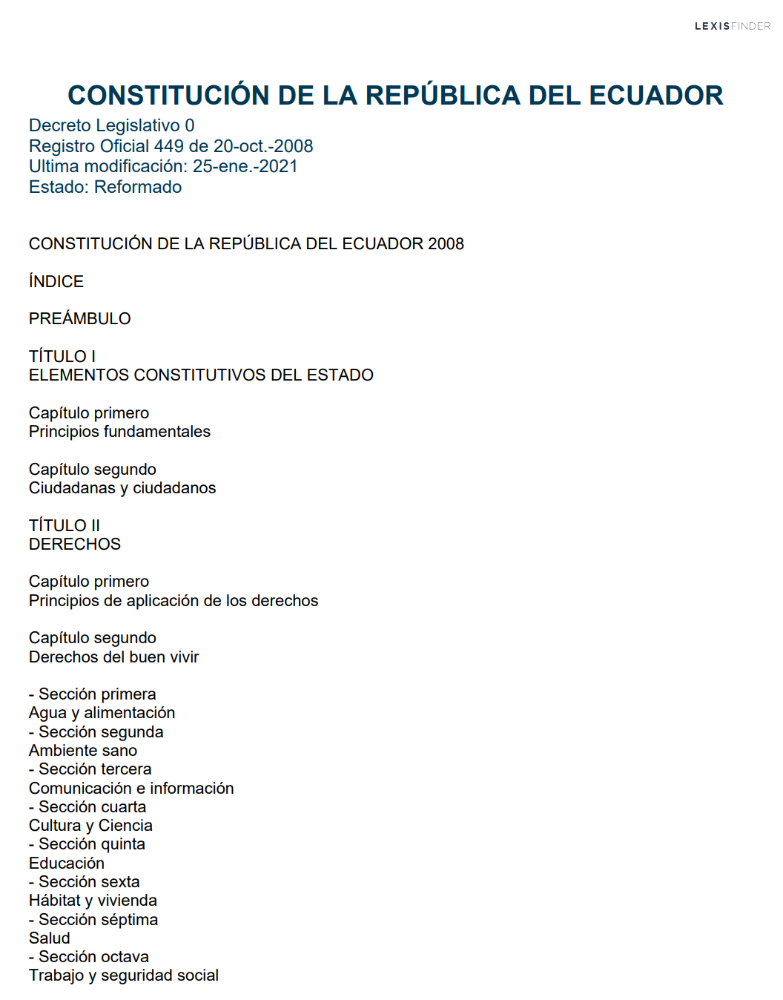 LEXISFINDER
CONSTITUCIÓN DE LA REPÚBLICA DEL ECUADOR
Decreto Legislativo 0
Registro Oficial 449 de 20-oct.-2008
Ultima modificación: 25-ene.-2021
Estado: Reformado
CONSTITUCIÓN DE LA REPÚBLICA DEL ECUADOR 2008
ÍNDICE
PREÁMBULO
TÍTULO I
ELEMENTOS CONSTITUTIVOS DEL ESTADO
Capítulo primero
Principios fundamentales
Capítulo segundo
Ciudadanas y ciudadanos
TÍTULO II
DERECHOS
Capítulo primero
Principios de aplicación de los derechos
Capítulo segundo
Derechos del buen vivir
- Sección primera
Agua y alimentación
- Sección segunda
Ambiente sano
- Sección tercera
Comunicación e información
- Sección cuarta
Cultura y Ciencia
- Sección quinta
Educación
- Sección sexta
Hábitat y vivienda
- Sección séptima
Salud
- Sección octava
Trabajo y seguridad social